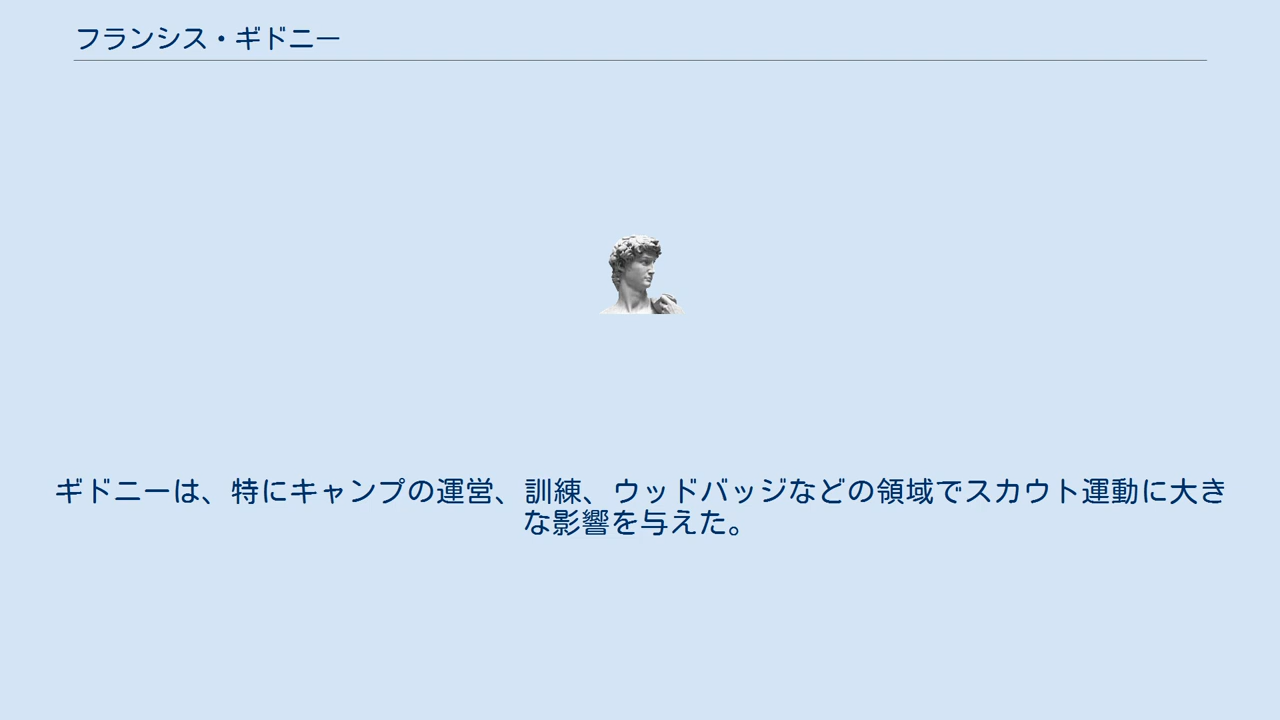 フランシス・ギドニー
ギドニーは、特にキャンプの運営、訓練、ウッドバッジなどの領域でスカウト運動に大き
な影響を与えた。